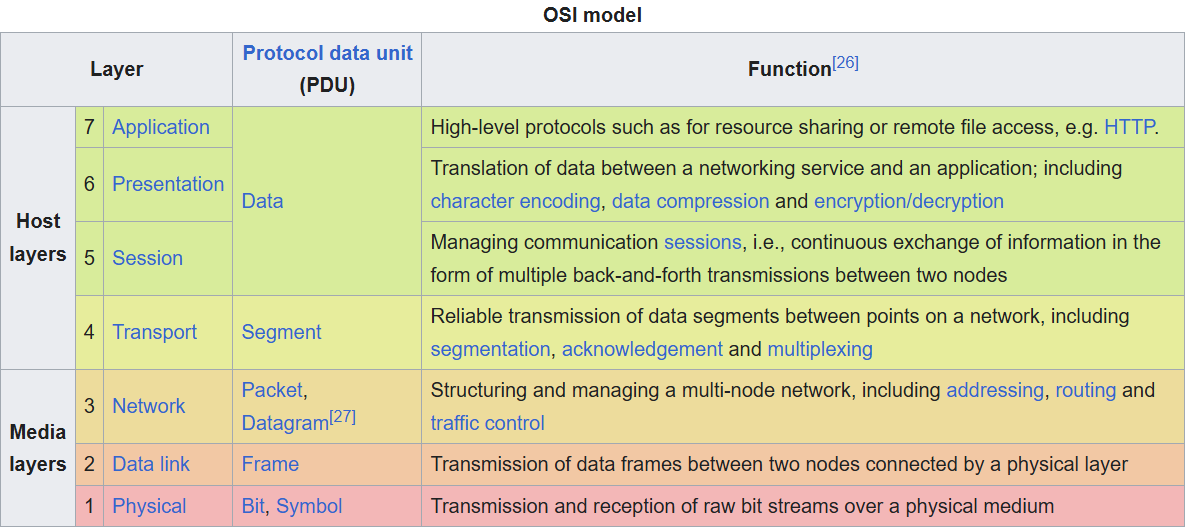 OSI model
Layer
Protocol data unit
(PDU)
Function[26]
Host
layers
7 Application
Data
High-level protocols such as for resource sharing or remote file access, e.g. HTTP.
6 Presentation
Translation of data between a networking service and an application; including
character encoding, data compression and encryption/decryption
5 Session
Managing communication sessions, i.e., continuous exchange of information in the
form of multiple back-and-forth transmissions between two nodes
4 Transport
Segment
Reliable transmission of data segments between points on a network, including
segmentation, acknowledgement and multiplexing
Media
layers
3 Network
Packet,
Datagram[27]
Structuring and managing a multi-node network, including addressing, routing and
traffic control
2 Data link
Frame
Transmission of data frames between two nodes connected by a physical layer
1 Physical
Bit, Symbol
Transmission and reception of raw bit streams over a physical medium